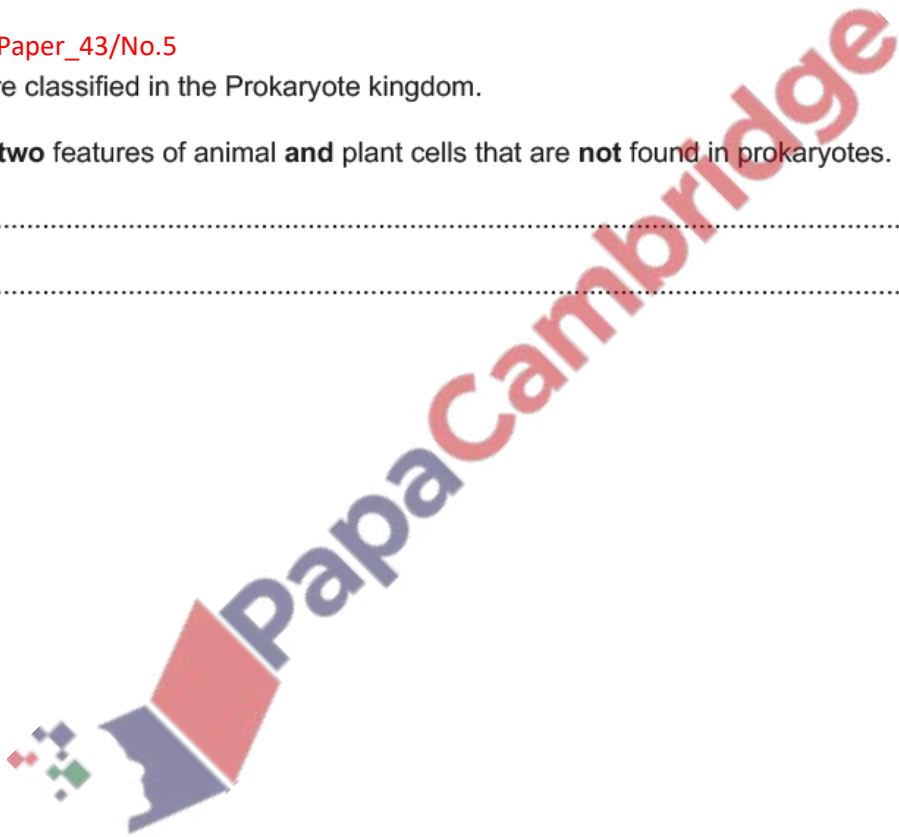 Paper_43/No.5
re classified in the Prokaryote kingdom.
two features of animal and plant cells that are not found in prokaryotes.
PapaCambridge